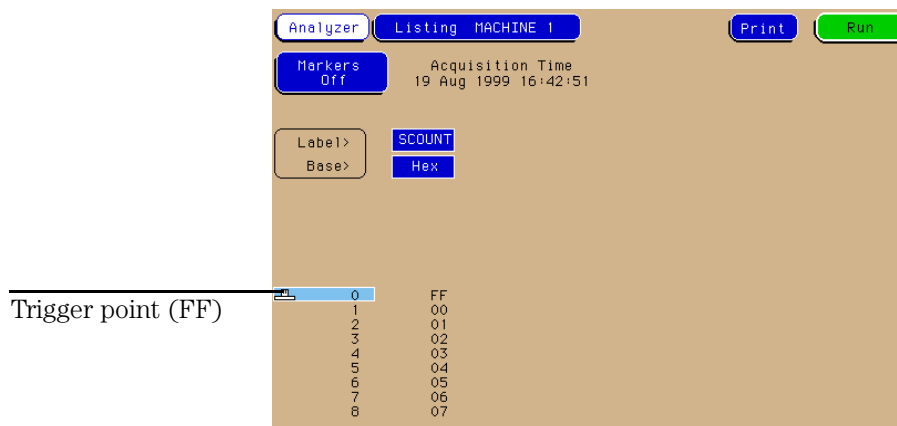 Analyzer Listing MACHINE 1 Print Run
Markers Off Acquisition Time
19 Aug 1999 16:42:51
Label> SCOUNT
Base> Hex
Trigger point (FF)
0 FF
1 00
2 01
3 02
4 03
5 04
6 05
7 06
8 07